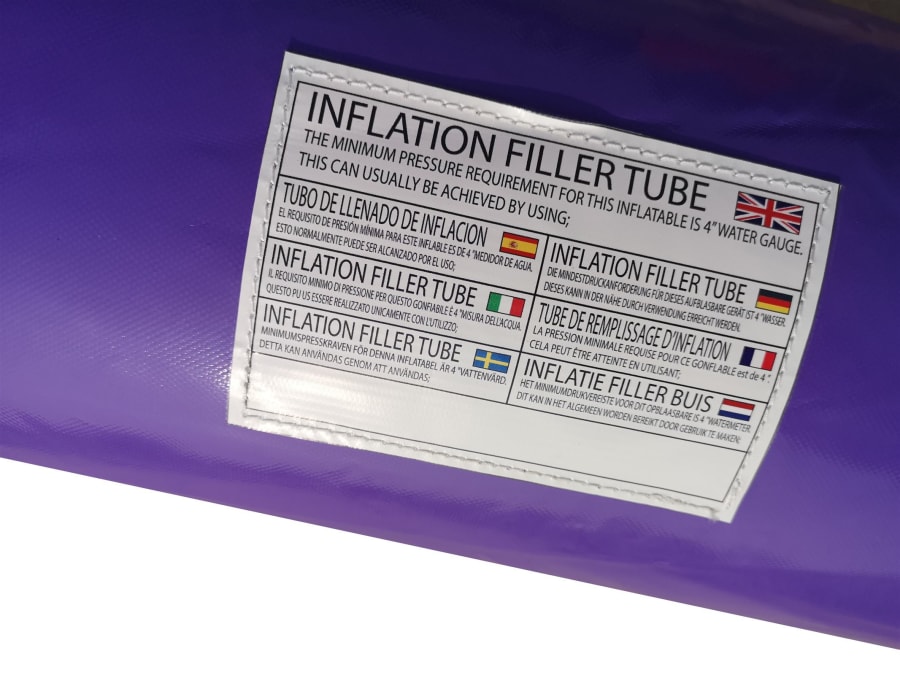 INFLATION FILLER TUBE
THE MINIMUM PRESSURE REQUIREMENT FOR THIS INFLATABLE IS 4" WATER GAUGE.
THIS CAN USUALLY BE ACHIEVED BY USING;
TUBO DE LLENADO DE INFLACION
EL REQUISITO DE PRESIÓN MÍNIMA PARA ESTE INFLABLE ES DE 4 "MEDIDOR DE AGUA.
ESTO NORMALMENTE PUEDE SER ALCANZADO POR EL USO;
INFLATION FILLER TUBE
IL REQUISITO MINIMO DI PRESSIONE PER QUESTO GONFIABILE È 4 "MISURA DELL'ACQUA.
QUESTO PU US ESSERE REALIZZATO UNICAMENTE CON L'UTILIZZO;
INFLATION FILLER TUBE
MINIMUMSPRESSKRAVEN FÖR DENNA INFLATABEL ÄR 4 "VATTENVÄRD.
DETTA KAN ANVÄNDAS GENOM ATT ANVÄNDAS;
INFLATION FILLER TUBE
DIE MINDESTDRUCKANFORDERUNG FÜR DIESES AUFBLASBARE GERÄT IST 4 "WASSER.
DIESES KANN IN DER NÄHE DURCH VERWENDUNG ERREICHT WERDEN.
TUBE DE REMPLISSAGE D'INFLATION
LA PRESSION MINIMALE REQUISE POUR CE GONFLABLE est de 4 ".
CELA PEUT ÊTRE ATTEINTE EN UTILISANT;
INFLATIE FILLER BUIS
HET MINIMUMDRUKVEREISTE VOOR DIT OPBLAASBARE IS 4 "WATERMETER.
DIT KAN IN HET ALGEMEEN WORDEN BEREIKT DOOR GEBRUIK TE MAKEN;